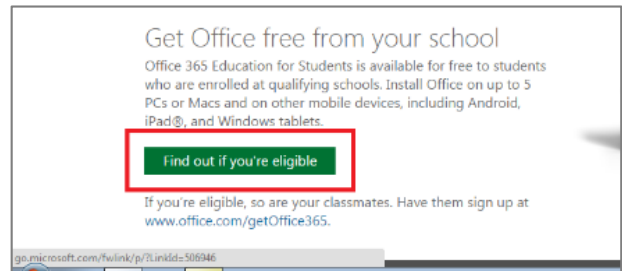 Get Office free from your school
Office 365 Education for Students is available for free to students
who are enrolled at qualifying schools. Install Office on up to 5
PCs or Macs and on other mobile devices, including Android,
iPad®, and Windows tablets.
Find out if you're eligible
If you're eligible, so are your classmates. Have them sign up at
www.office.com/getOffice365.
go.microsoft.com/fwlink/p/?LinkId=506946